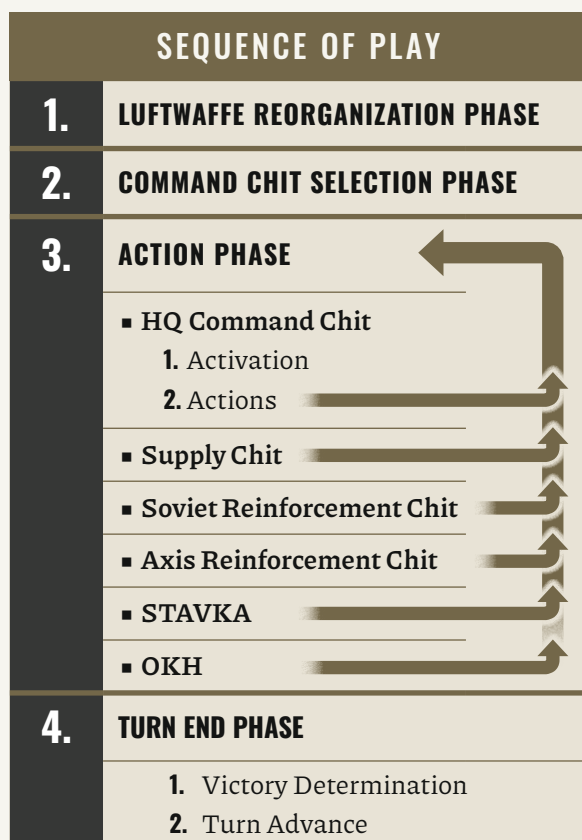 SEQUENCE OF PLAY
1. LUFTWAFFE REORGANIZATION PHASE
2. COMMAND CHIT SELECTION PHASE
3. ACTION PHASE
▪ HQ Command Chit
1. Activation
2. Actions
▪ Supply Chit
▪ Soviet Reinforcement Chit
▪ Axis Reinforcement Chit
▪ STAVKA
▪ OKH
4. TURN END PHASE
1. Victory Determination
2. Turn Advance